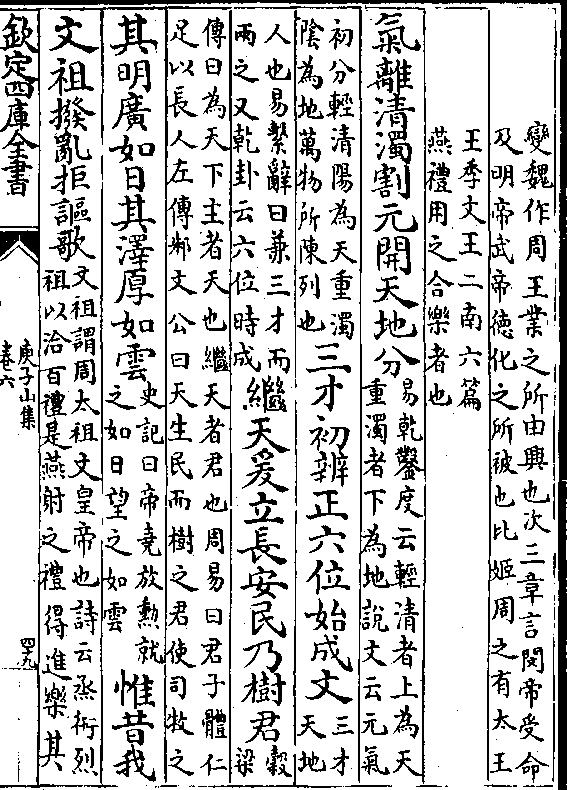 變魏作周王業之所由興也次三章言閔帝受命
及明帝武帝德化之所被也比姬周之有太王
王季文王二南六篇
燕禮用之合樂者也
氣離清濁割元開天地分
易乾鑿度云輕清者上為天
重濁者下為地說文云元氣
初分輕清陽為天重濁
陰為地萬物所陳列也
三才初辨正六位始成文
三才
天地
人也易繫辭曰兼三才而
兩之又乾卦云六位時成
繼天爰立長安民乃樹君
榖
梁
傳曰為天下主者天也繼天者君也周易曰君子體仁
足以長人左傳邾文公曰天生民而樹之君使司牧之
其明廣如日其澤厚如雲
史記曰帝堯放勲就
之如日望之如雲
惟昔我
文祖撥亂拒謳歌
文祖謂周太祖文皇帝也詩云烝衎烈
祖以洽百禮是燕射之禮得進樂其
欽定四庫全書
庾子山集
卷六
四九